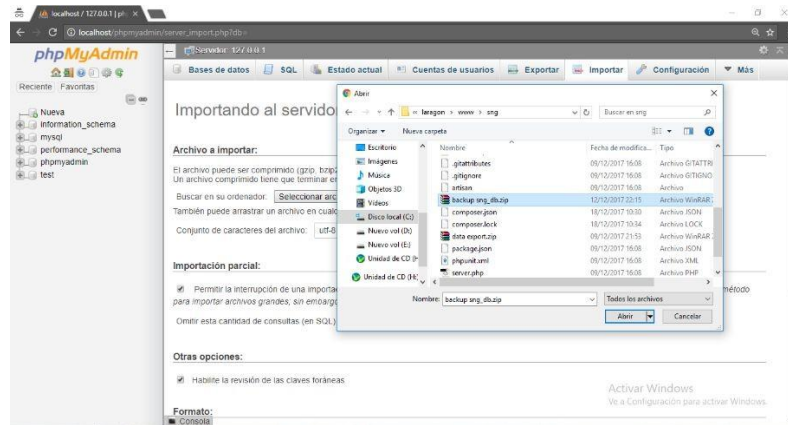 localhost / 127.0.0.1 | ph
localhost/phpmyadmin/server_import.php?db=
phpMyAdmin
Reciente Favoritas
Nueva
information_schema
mysql
performance_schema
phpmyadmin
test
Servidor: 127.0.0.1
Bases de datos SQL Estado actual Cuentas de usuarios Exportar Importar Configuración Más
Importando al servidor
Archivo a importar:
El archivo puede ser comprimido (gzip, bzip2
Un archivo comprimido tiene que terminar en
Buscar en su ordenador: Seleccionar arc
También puede arrastrar un archivo en cualq
Conjunto de caracteres del archivo: utf-8
Importación parcial:
Permitir la interrupción de una importa
método
para importar archivos grandes; sin embargo
Omitir esta cantidad de consultas (en SQL)
Otras opciones:
Habilite la revisión de las claves foráneas
Formato:
Consola
Abrir
« laragon > www > sng
Buscar en sng
Organizar Nueva carpeta
Escritorio
Imágenes
Música
Objetos 3D
Vídeos
Disco local (C:)
Nuevo vol (D:)
Nuevo vol (E:)
Unidad de CD (H
Unidad de CD (H:)
Nombre Fecha de modifica... Tipo
.gitattributes 09/12/2017 16:08 Archivo GITATTRI
.gitignore 09/12/2017 16:08 Archivo GITIGNO
artisan 09/12/2017 16:08 Archivo
backup sng_db.zip 12/12/2017 22:15 Archivo WinRAR
composer.json 18/12/2017 10:30 Archivo JSON
composer.lock 18/12/2017 10:34 Archivo LOCK
data export.zip 09/12/2017 21:53 Archivo WinRAR
package.json 09/12/2017 16:08 Archivo JSON
phpunit.xml 09/12/2017 16:08 Archivo XML
server.php 09/12/2017 16:08 Archivo PHP
Nombre: backup sng_db.zip Todos los archivos
Abrir Cancelar
Activar Windows
Ve a Configuración para activar Windows.